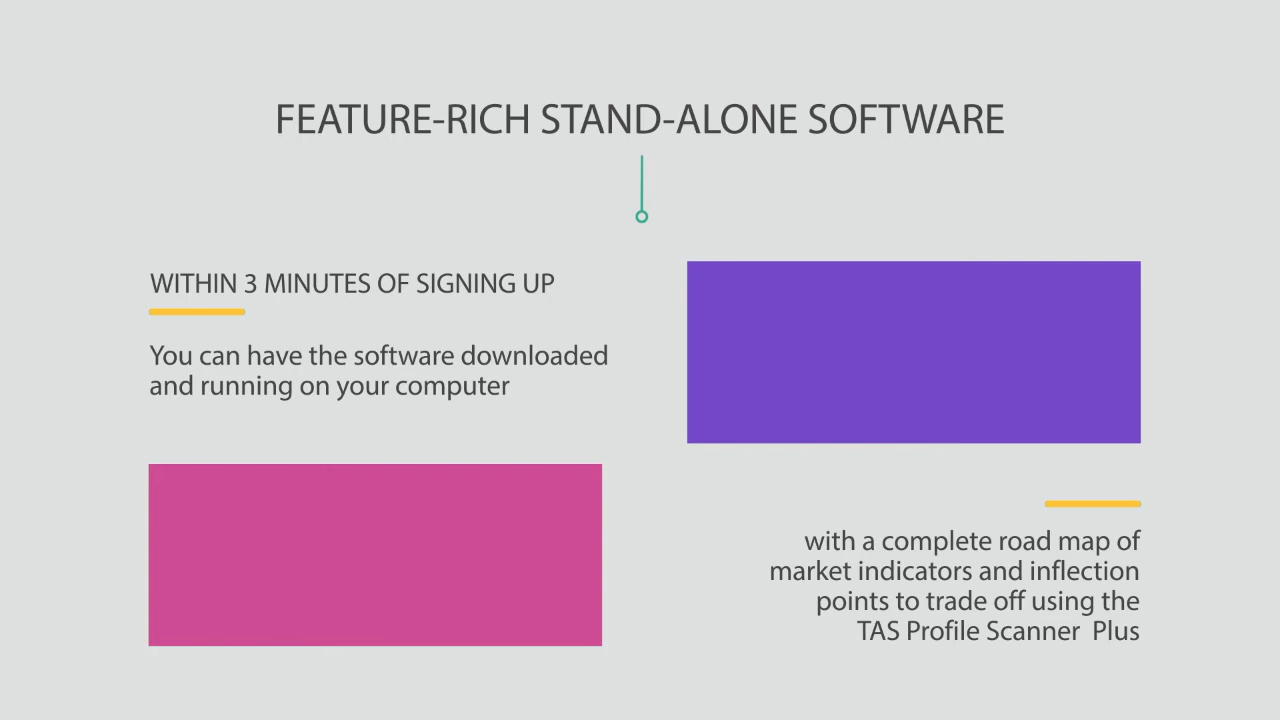 FEATURE-RICH STAND-ALONE SOFTWARE
WITHIN 3 MINUTES OF SIGNING UP
You can have the software downloaded
and running on your computer
with a complete road map of
market indicators and inflection
points to trade off using the
TAS Profile Scanner  Plus